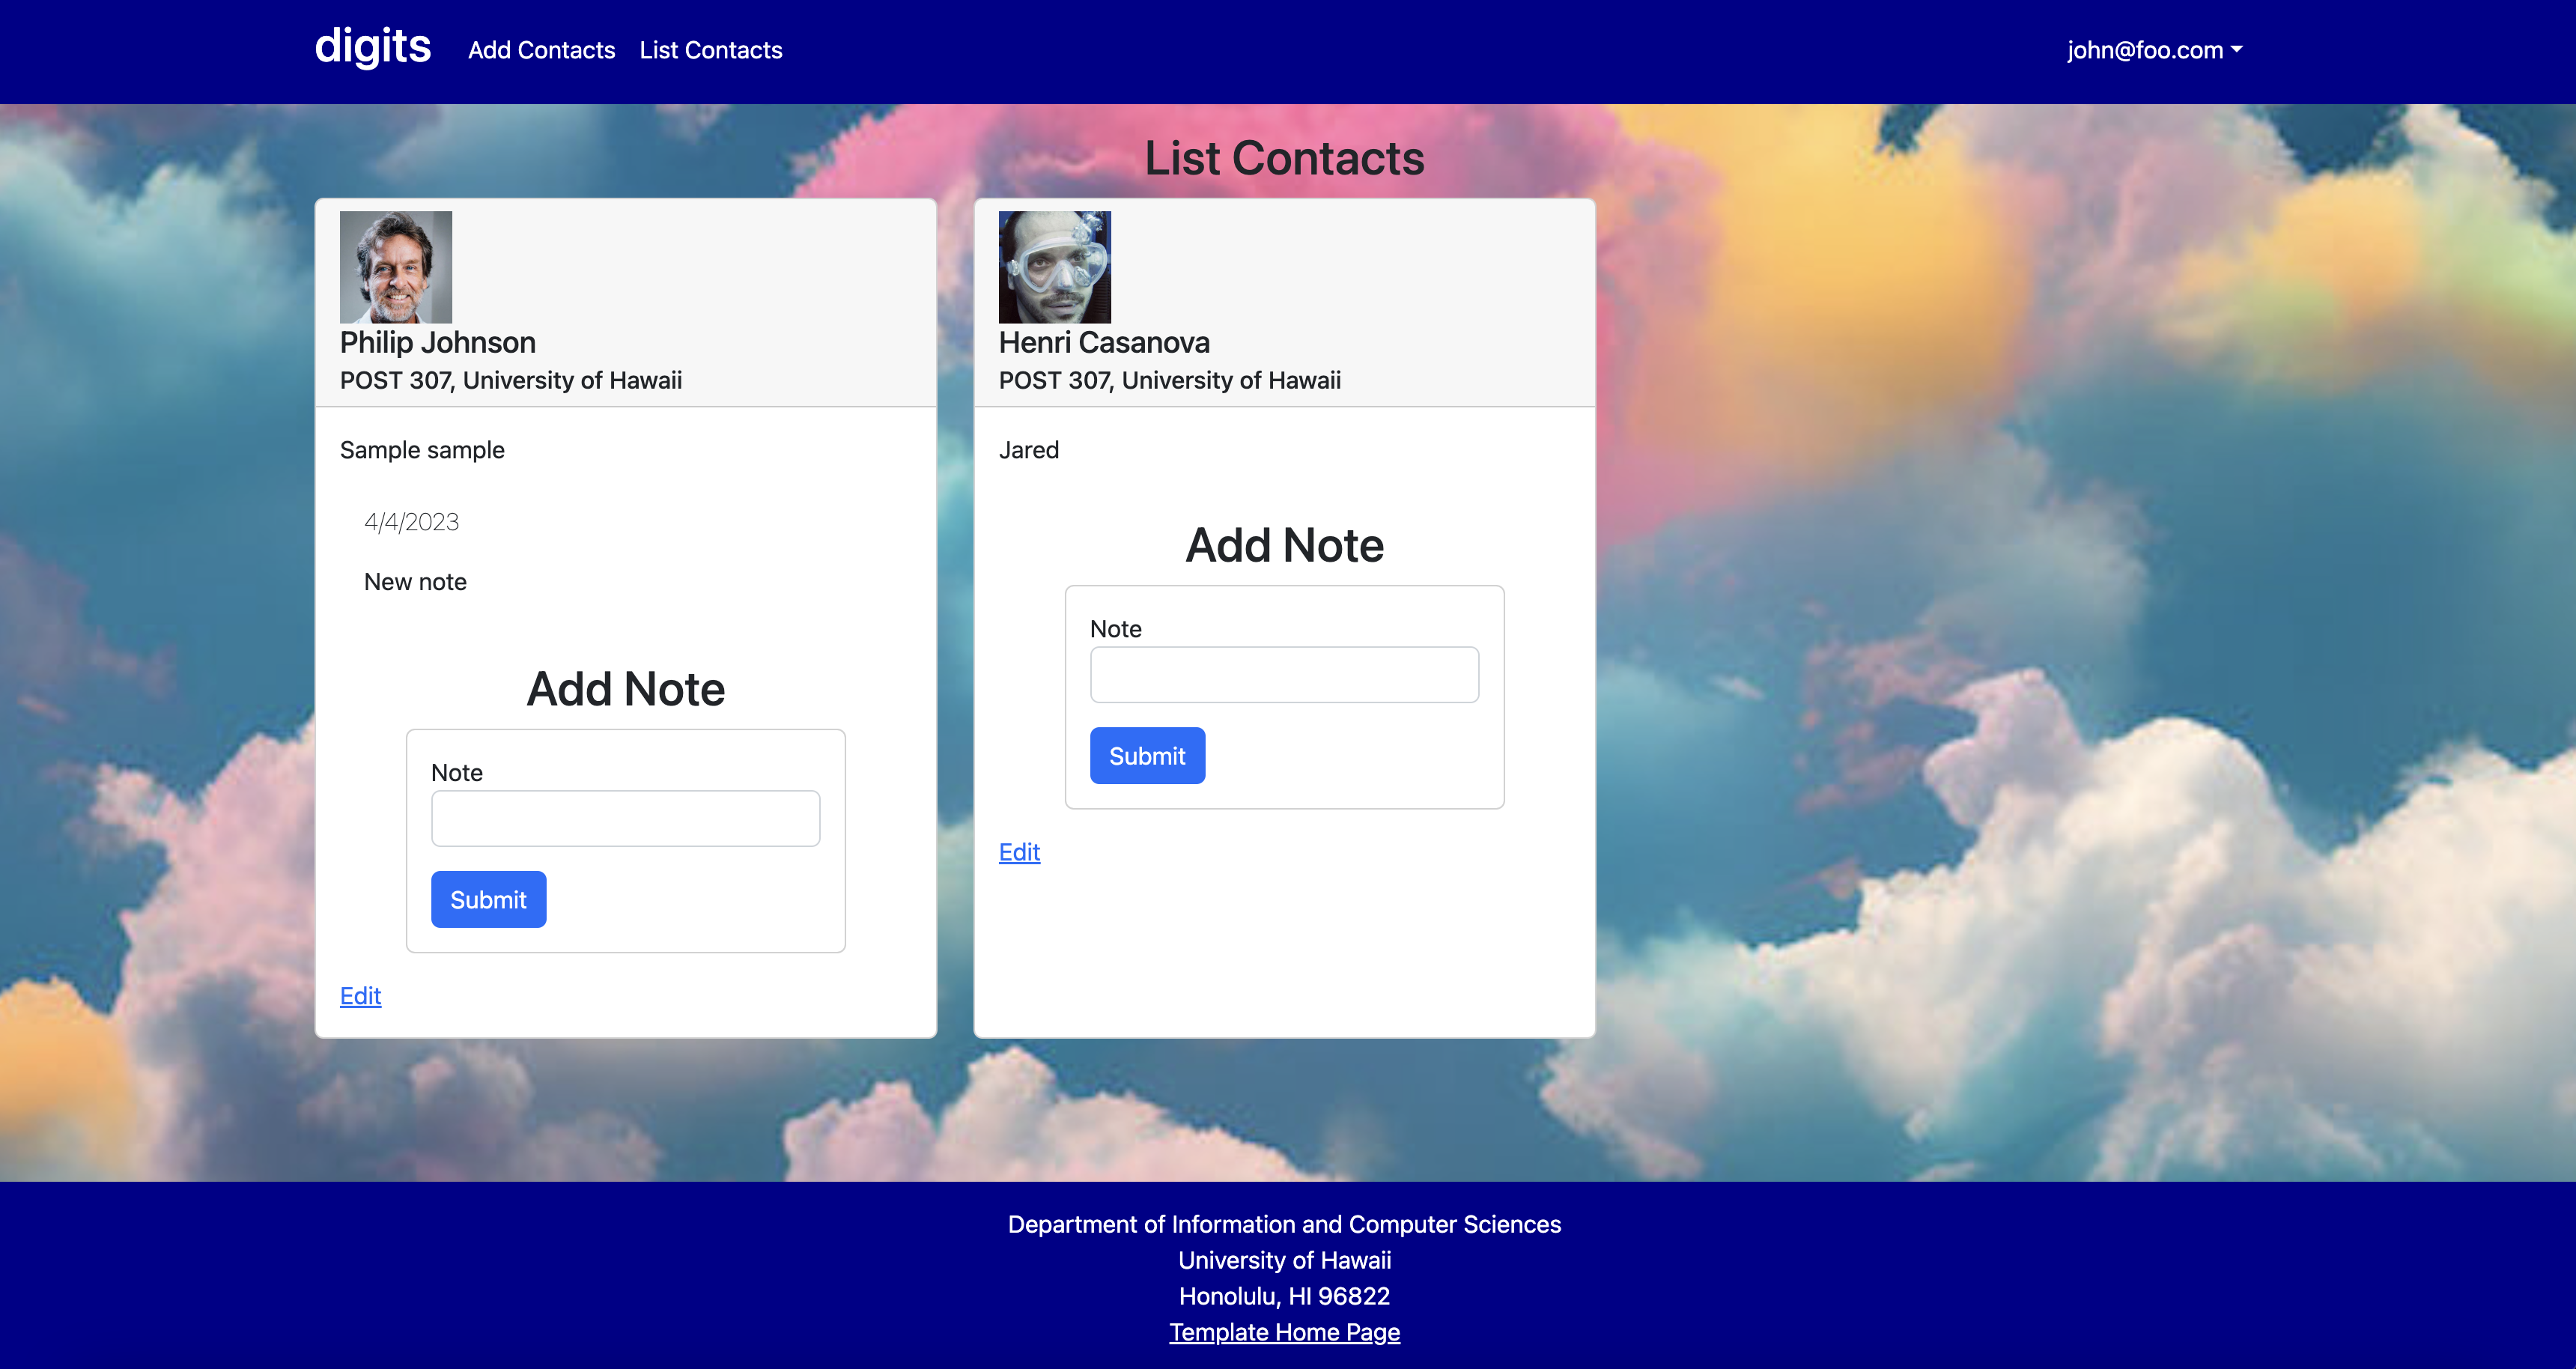 digits
Add Contacts
List Contacts
john@foo.com
List Contacts
Philip Johnson
POST 307, University of Hawaii
Sample sample
4/4/2023
New note
Add Note
Note
Submit
Edit
Henri Casanova
POST 307, University of Hawaii
Jared
Add Note
Note
Submit
Edit
Department of Information and Computer Sciences
University of Hawaii
Honolulu, HI 96822
Template Home Page